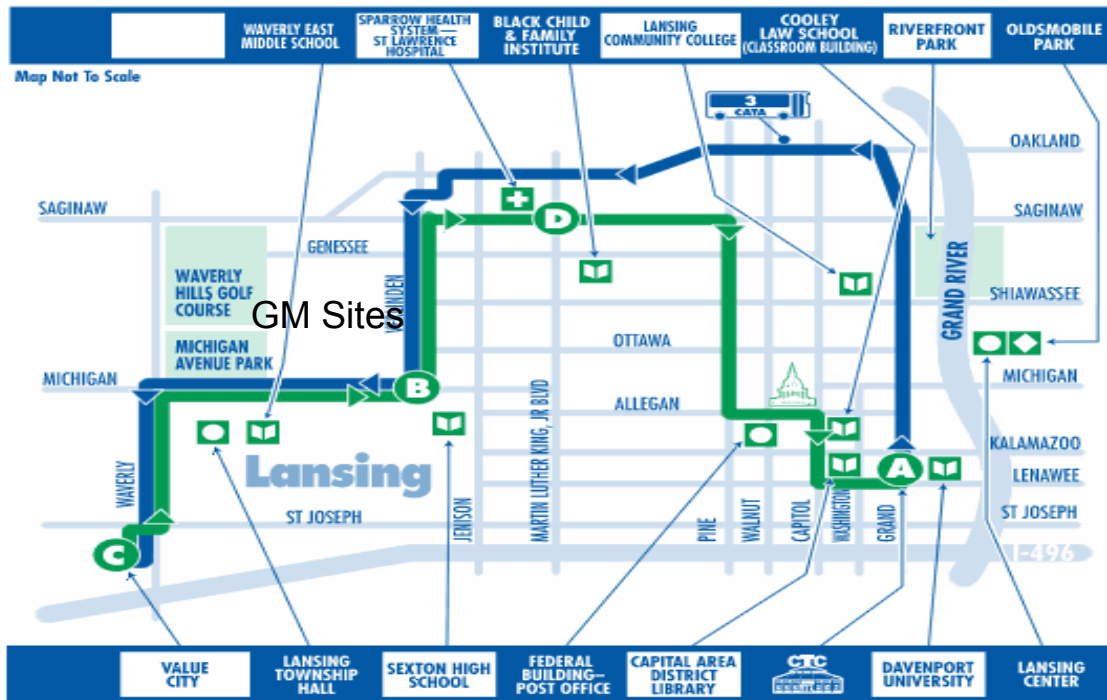 WAVERLY EAST
MIDDLE SCHOOL
SPARROW HEALTH
SYSTEM—
ST LAWRENCE
HOSPITAL
BLACK CHILD
& FAMILY
INSTITUTE
LANSING
COMMUNITY COLLEGE
COOLEY
LAW SCHOOL
(CLASSROOM BUILDING)
RIVERFRONT
PARK
OLDSMOBILE
PARK
Map Not To Scale
3
CATA
OAKLAND
SAGINAW
SAGINAW
D
GENESSEE
WAVERLY
HILLS GOLF
COURSE
GM Sites
GRAND RIVER
SHIAWASSEE
OTTAWA
MICHIGAN
AVENUE PARK
MICHIGAN
B
MICHIGAN
ALLEGAN
MARTIN LUTHER KING, JR BLVD
KALAMAZOO
Lansing
A
LENAWEE
WAVERLY
ST JOSEPH
JENISON
PINE
WALNUT
CAPITOL
WASHINGTON
GRAND
ST JOSEPH
C
I-496
VALUE
CITY
LANSING
TOWNSHIP
HALL
SEXTON HIGH
SCHOOL
FEDERAL
BUILDING—
POST OFFICE
CAPITAL AREA
DISTRICT
LIBRARY
CTC
DAVENPORT
UNIVERSITY
LANSING
CENTER